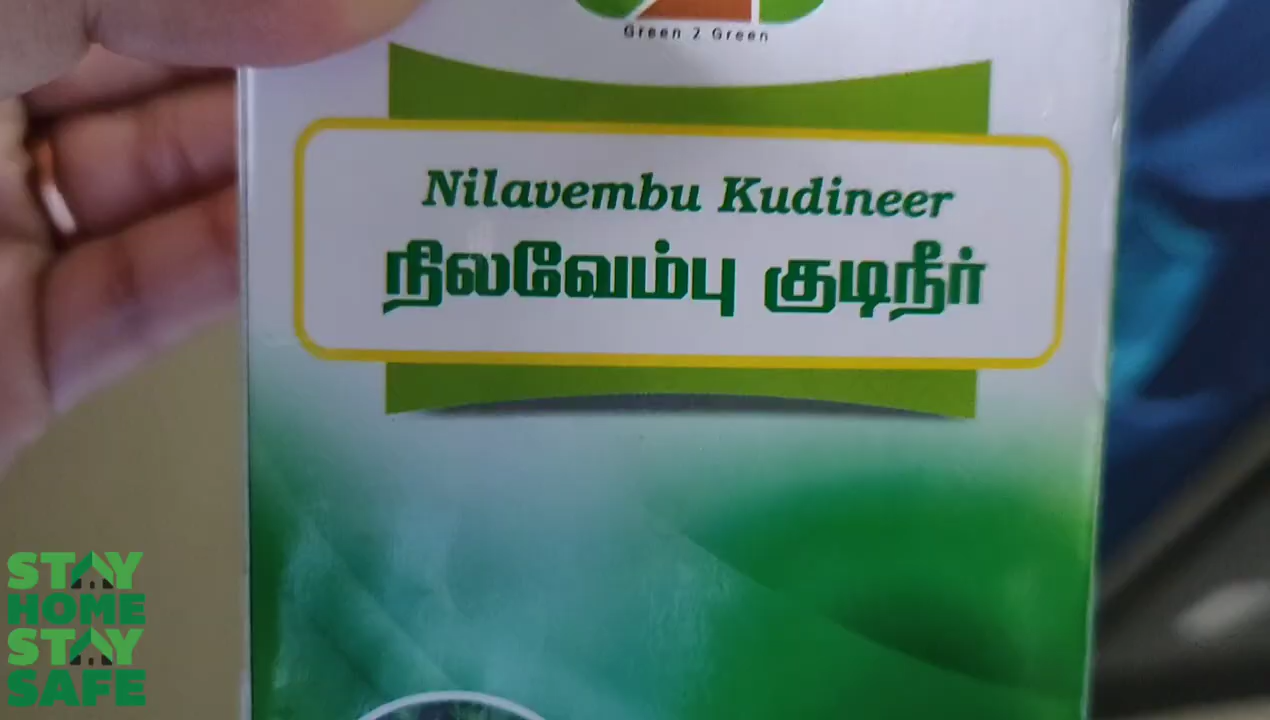 Green 2 Green
Nilavembu Kudineer
நிலவேம்பு குடிநீர்
STAY
HOME
STAY
SAFE